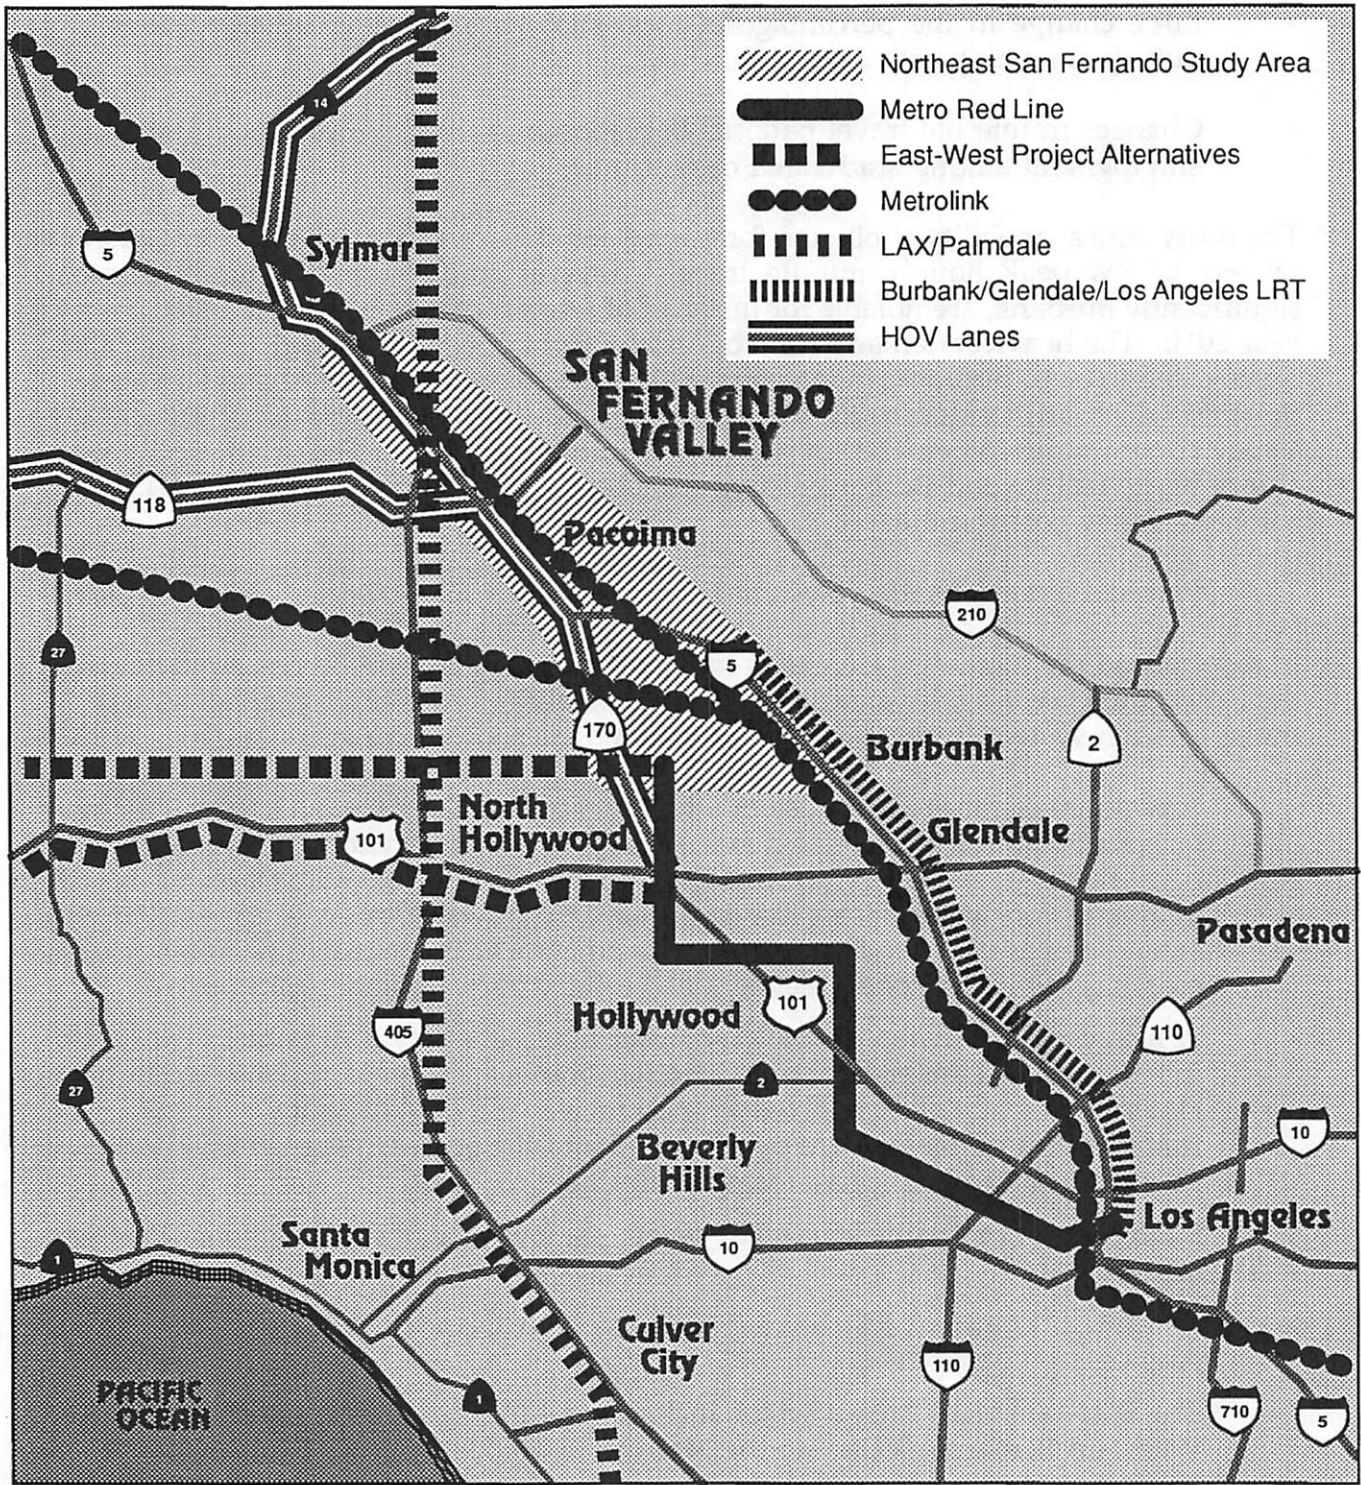 Northeast San Fernando Study Area
Metro Red Line
East-West Project Alternatives
Metrolink
LAX/Palmdale
Burbank/Glendale/Los Angeles LRT
HOV Lanes
14
5
Sylmar
SAN
FERNANDO
VALLEY
118
Pacoima
210
27
5
170
2
Burbank
North
Hollywood
101
Glendale
Pasadena
Hollywood
101
110
405
27
2
10
Beverly
Hills
Los Angeles
Santa
Monica
10
1
Culver
City
110
PACIFIC
OCEAN
1
710
5